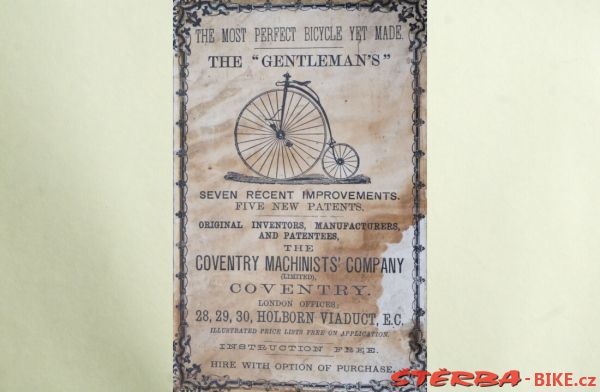 THE MOST PERFECT BICYCLE YET MADE.
THE "GENTLEMAN'S"
SEVEN RECENT IMPROVEMENTS.
FIVE NEW PATENTS.
ORIGINAL INVENTORS, MANUFACTURERS,
AND PATENTEES,
THE
COVENTRY MACHINISTS' COMPANY
(LIMITED),
COVENTRY.
LONDON OFFICES:
28, 29, 30, HOLBORN VIADUCT, E.C.
ILLUSTRATED PRICE LISTS FREE ON APPLICATION.
INSTRUCTION FREE.
HIRE WITH OPTION OF PURCHASE.
STERBA-BIKE.cz